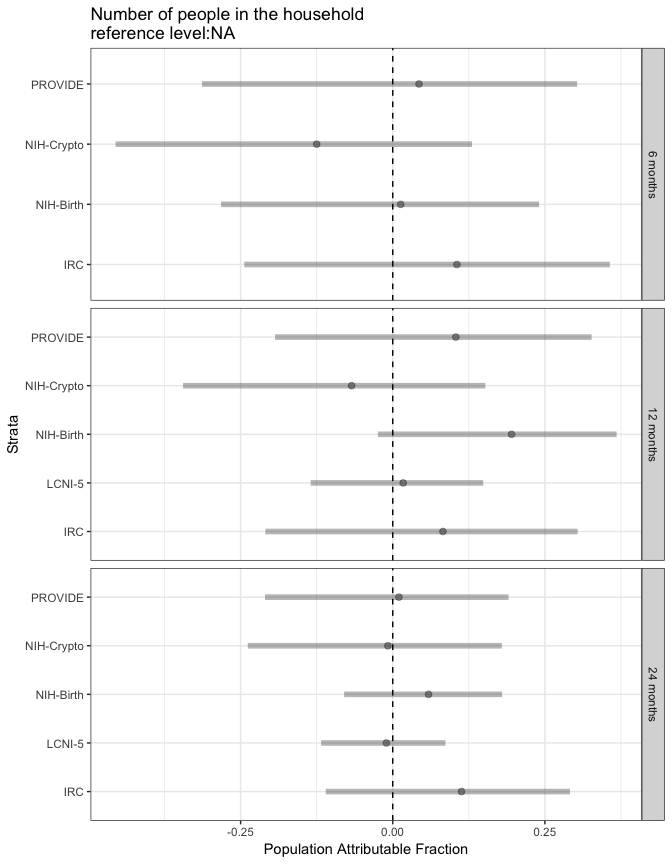 Number of people in the household
reference level:NA
PROVIDE
NIH-Crypto
NIH-Birth
IRC
6 months
PROVIDE
NIH-Crypto
NIH-Birth
LCNI-5
IRC
12 months
PROVIDE
NIH-Crypto
NIH-Birth
LCNI-5
IRC
24 months
Strata
-0.25
0.00
0.25
Population Attributable Fraction